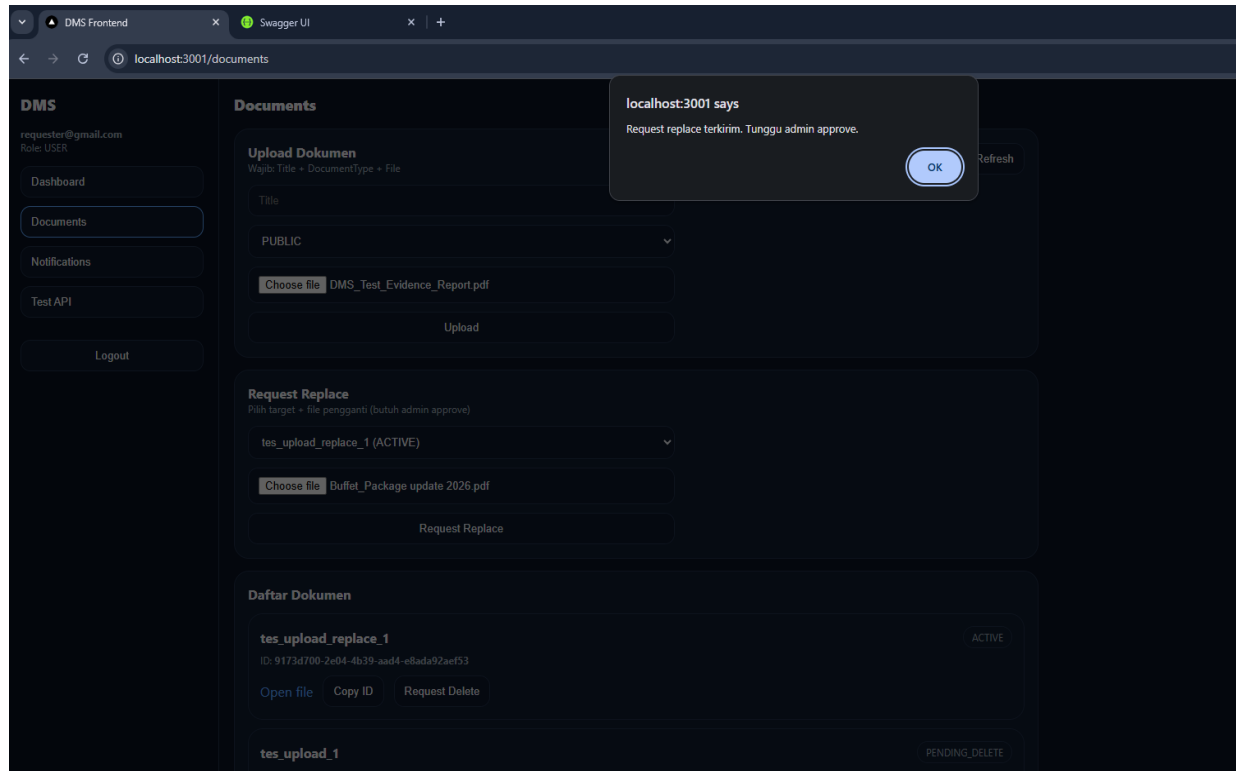 DMS Frontend
Swagger UI
localhost:3001/documents
DMS
requester@gmail.com
Role: USER
Dashboard
Documents
Notifications
Test API
Logout
Documents
localhost:3001 says
Request replace terkirim. Tunggu admin approve.
OK
Upload Dokumen
Wajib: Title + DocumentType + File
Refresh
Title
PUBLIC
Choose file DMS_Test_Evidence_Report.pdf
Upload
Request Replace
Pilih target + file pengganti (butuh admin approve)
tes_upload_replace_1 (ACTIVE)
Choose file Buffet_Package update 2026.pdf
Request Replace
Daftar Dokumen
tes_upload_replace_1
ACTIVE
ID: 9173d700-2e04-4b39-aad4-e8ada92aef53
Open file Copy ID Request Delete
tes_upload_1
PENDING_DELETE